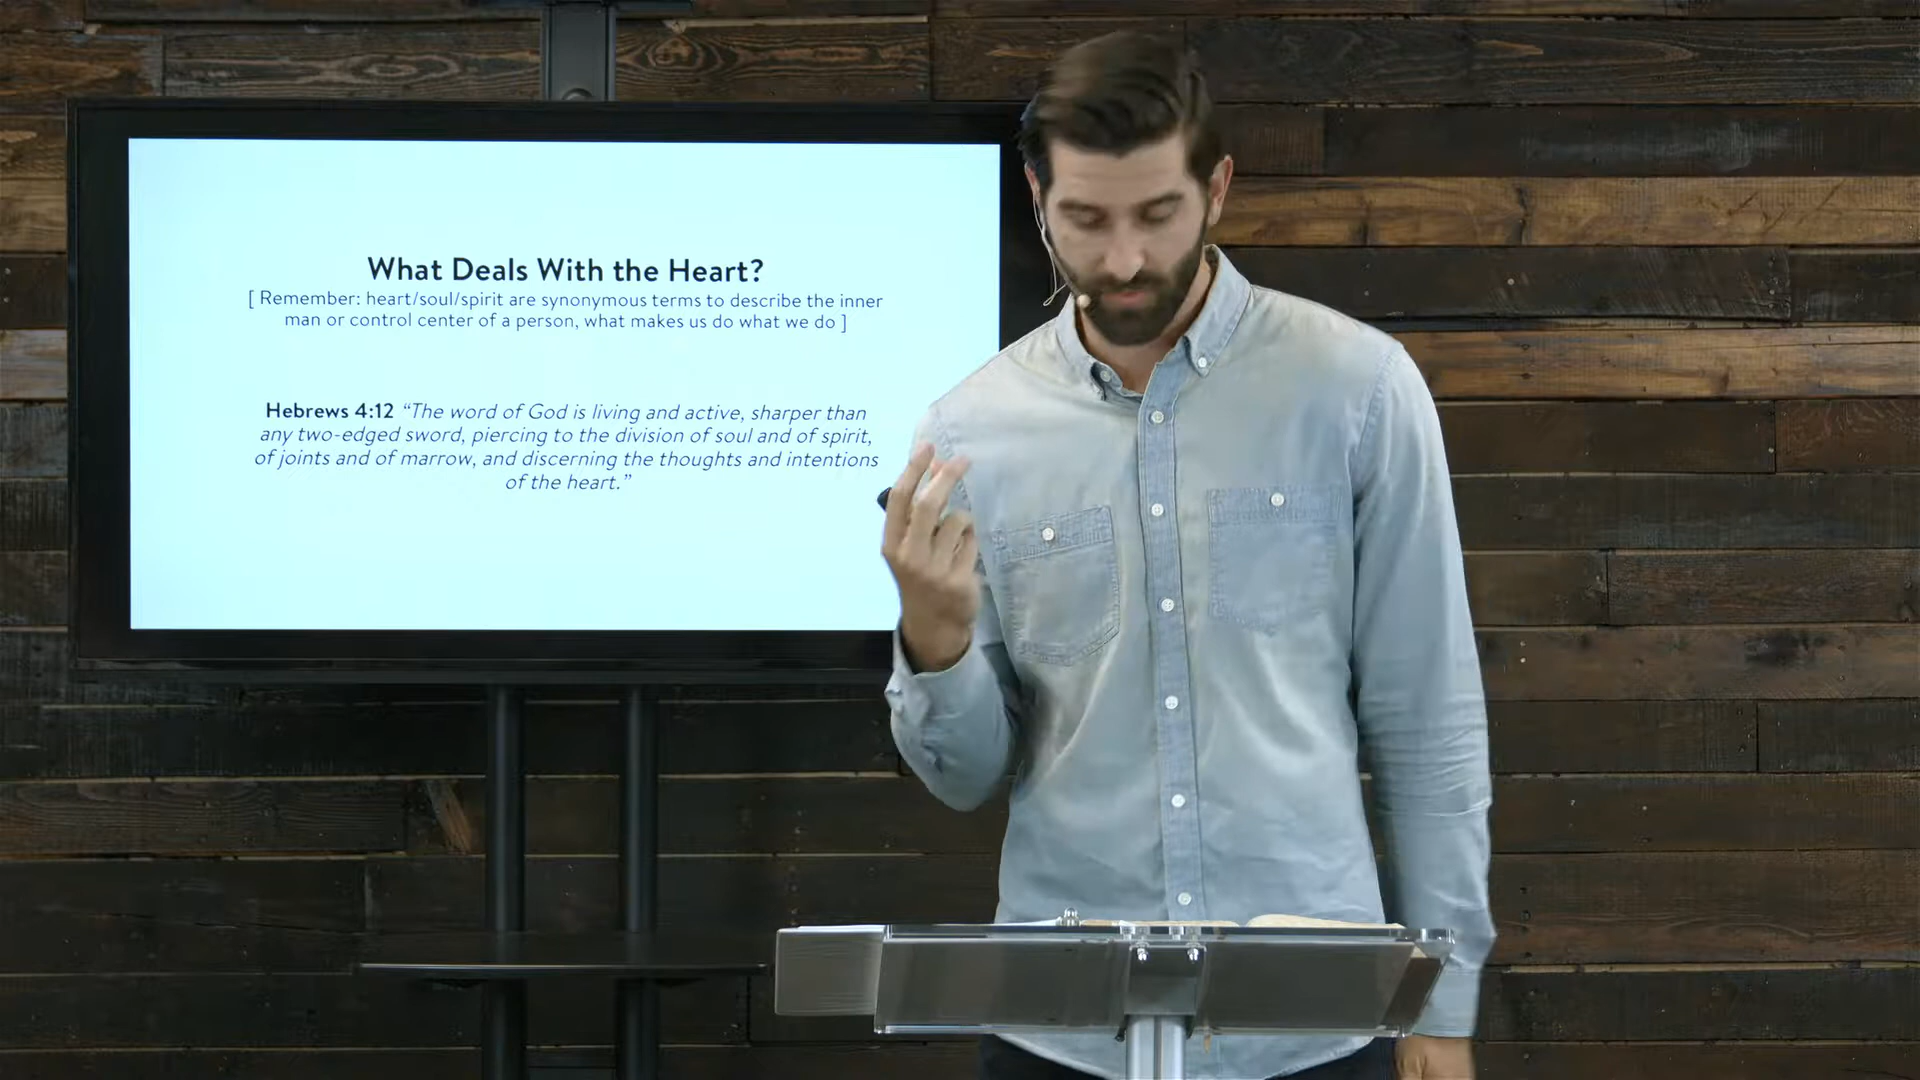 What Deals With the Heart?
[ Remember: heart/soul/spirit are synonymous terms to describe the inner
man or control center of a person, what makes us do what we do ]
Hebrews 4:12 “The word of God is living and active, sharper than
any two-edged sword, piercing to the division of soul and of spirit,
of joints and of marrow, and discerning the thoughts and intentions
of the heart.”